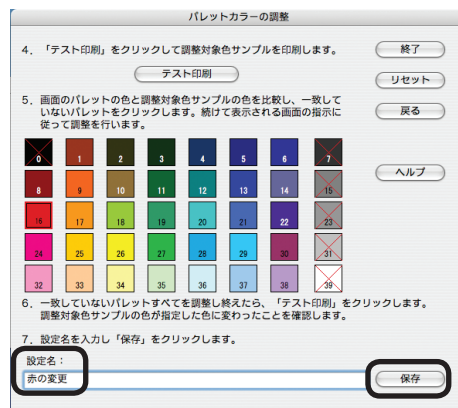 パレットカラーの調整
4. 「テスト印刷」をクリックして調整対象色サンプルを印刷します。
終了
テスト印刷
リセット
5. 画面のパレットの色と調整対象色サンプルの色を比較し、一致して
いないパレットをクリックします。続けて表示される画面の指示に
従って調整を行います。
戻る
0 1 2 3 4 5 6 7
ヘルプ
8 9 10 11 12 13 14 15
16 17 18 19 20 21 22 23
24 25 26 27 28 29 30 31
32 33 34 35 36 37 38 39
6. 一致していないパレットすべてを調整し終えたら、「テスト印刷」をクリックします。
調整対象色サンプルの色が指定した色に変わったことを確認します。
7. 設定名を入力し「保存」をクリックします。
設定名：
赤の変更
保存